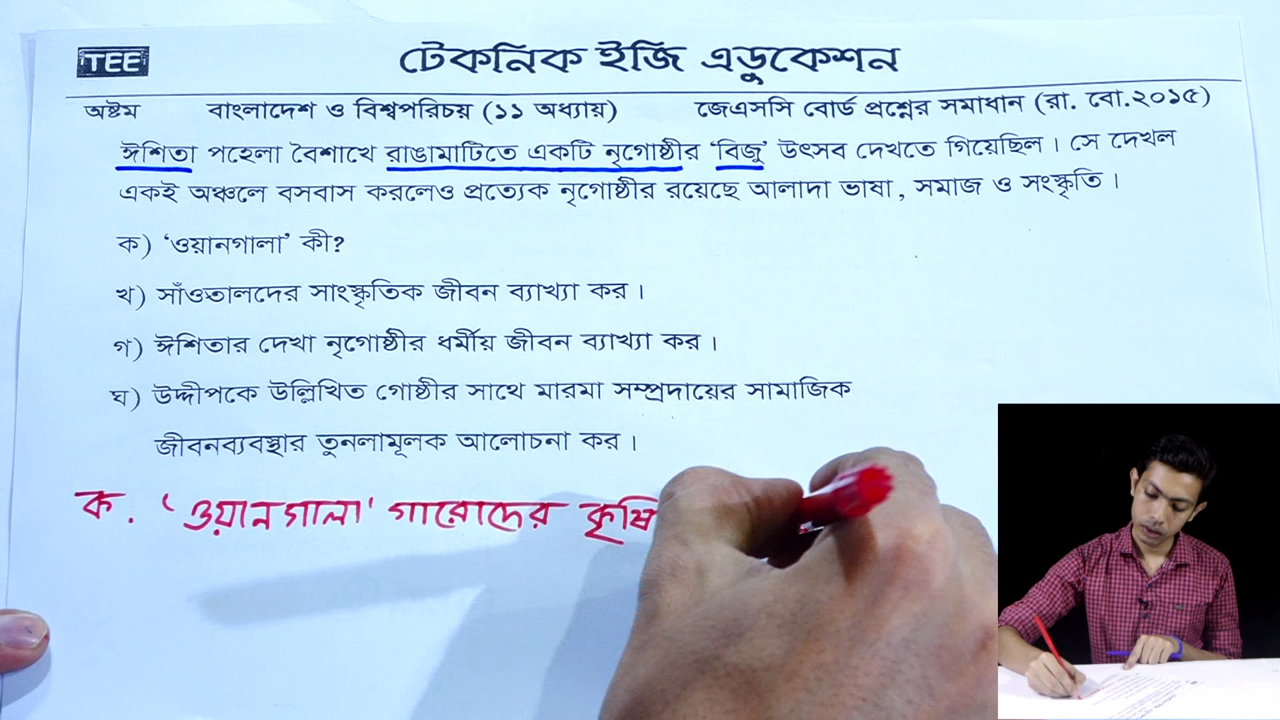 TEE
টেকনিক ইজি এডুকেশন
অষ্টম বাংলাদেশ ও বিশ্বপরিচয় (১১ অধ্যায়) জেএসসি বোর্ড প্রশ্নের সমাধান (রা. বো.২০১৫)
ঈশিতা পহেলা বৈশাখে রাঙামাটিতে একটি নৃগোষ্ঠীর ‘বিজু’ উৎসব দেখতে গিয়েছিল। সে দেখল
একই অঞ্চলে বসবাস করলেও প্রত্যেক নৃগোষ্ঠীর রয়েছে আলাদা ভাষা, সমাজ ও সংস্কৃতি।
ক) ‘ওয়ানগালা’ কী?
খ) সাঁওতালদের সাংস্কৃতিক জীবন ব্যাখ্যা কর।
গ) ঈশিতার দেখা নৃগোষ্ঠীর ধর্মীয় জীবন ব্যাখ্যা কর।
ঘ) উদ্দীপকে উল্লিখিত গোষ্ঠীর সাথে মারমা সম্প্রদায়ের সামাজিক
জীবনব্যবস্থার তুনলামূলক আলোচনা কর।
ক. ‘ওয়ানগালা’ গারোদের কৃষি